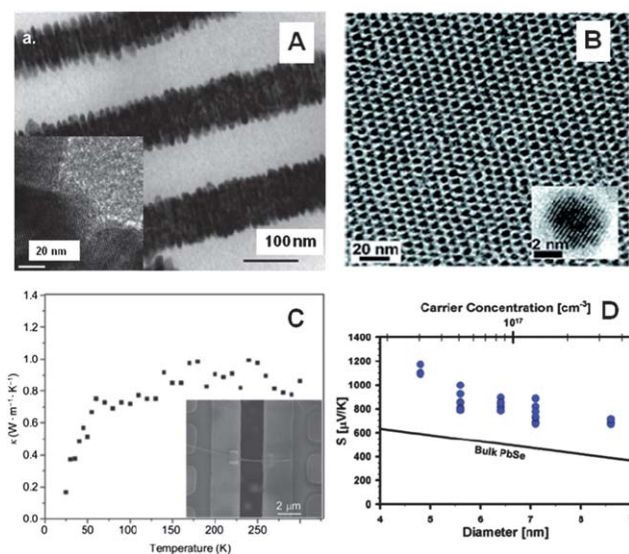 a.
A
20 nm
100nm
B
20 nm
2 nm
C
κ (W · m⁻¹ · K⁻¹)
1.4
1.2
1.0
0.8
0.6
0.4
0.2
0.0
0 50 100 150 200 250
Temperature (K)
2 μm
D
Carrier Concentration [cm⁻³]
10¹⁷
S [μV/K]
1400
1200
1000
800
600
400
200
0
Bulk PbSe
4 5 6 7 8
Diameter [nm]